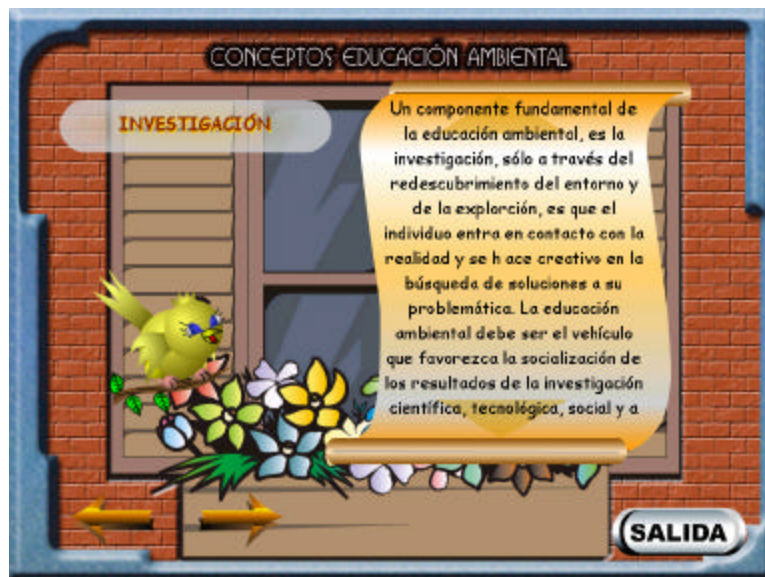 CONCEPTOS EDUCACIÓN AMBIENTAL
INVESTIGACIÓN
Un componente fundamental de
la educación ambiental, es la
investigación, sólo a través del
redescubrimiento del entorno y
de la explorción, es que el
individuo entra en contacto con la
realidad y se h ace creativo en la
búsqueda de soluciones a su
problemática. La educación
ambiental debe ser el vehículo
que favorezca la socialización de
los resultados de la investigación
científica, tecnológica, social y a
SALIDA